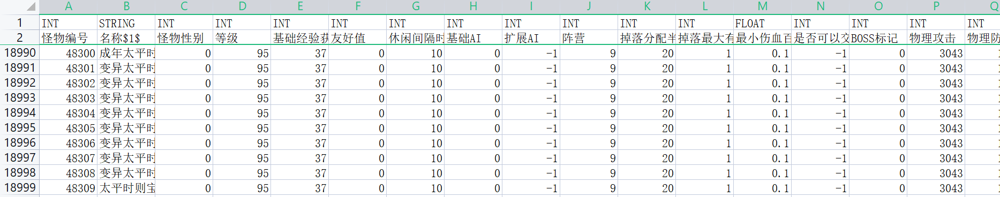 A B C D E F G H I J K L M N O P Q
1 INT STRING INT INT INT INT INT INT INT INT INT INT FLOAT INT INT INT INT
2 怪物编号 名称$1$ 怪物性别 等级 基础经验获 友好值 休闲间隔时 基础AI 扩展AI 阵营 掉落分配半 掉落最大有 最小伤血百 是否可以交 BOSS标记 物理攻击 物理防
18990 48300 成年太平时 0 95 37 0 10 0 -1 9 20 1 0.1 -1 0 3043
18991 48301 变异太平时 0 95 37 0 10 0 -1 9 20 1 0.1 -1 0 3043
18992 48302 变异太平时 0 95 37 0 10 0 -1 9 20 1 0.1 -1 0 3043
18993 48303 变异太平时 0 95 37 0 10 0 -1 9 20 1 0.1 -1 0 3043
18994 48304 变异太平时 0 95 37 0 10 0 -1 9 20 1 0.1 -1 0 3043
18995 48305 变异太平时 0 95 37 0 10 0 -1 9 20 1 0.1 -1 0 3043
18996 48306 变异太平时 0 95 37 0 10 0 -1 9 20 1 0.1 -1 0 3043
18997 48307 变异太平时 0 95 37 0 10 0 -1 9 20 1 0.1 -1 0 3043
18998 48308 变异太平时 0 95 37 0 10 0 -1 9 20 1 0.1 -1 0 3043
18999 48309 太平时则宝 0 95 37 0 10 0 -1 9 20 1 0.1 -1 0 3043